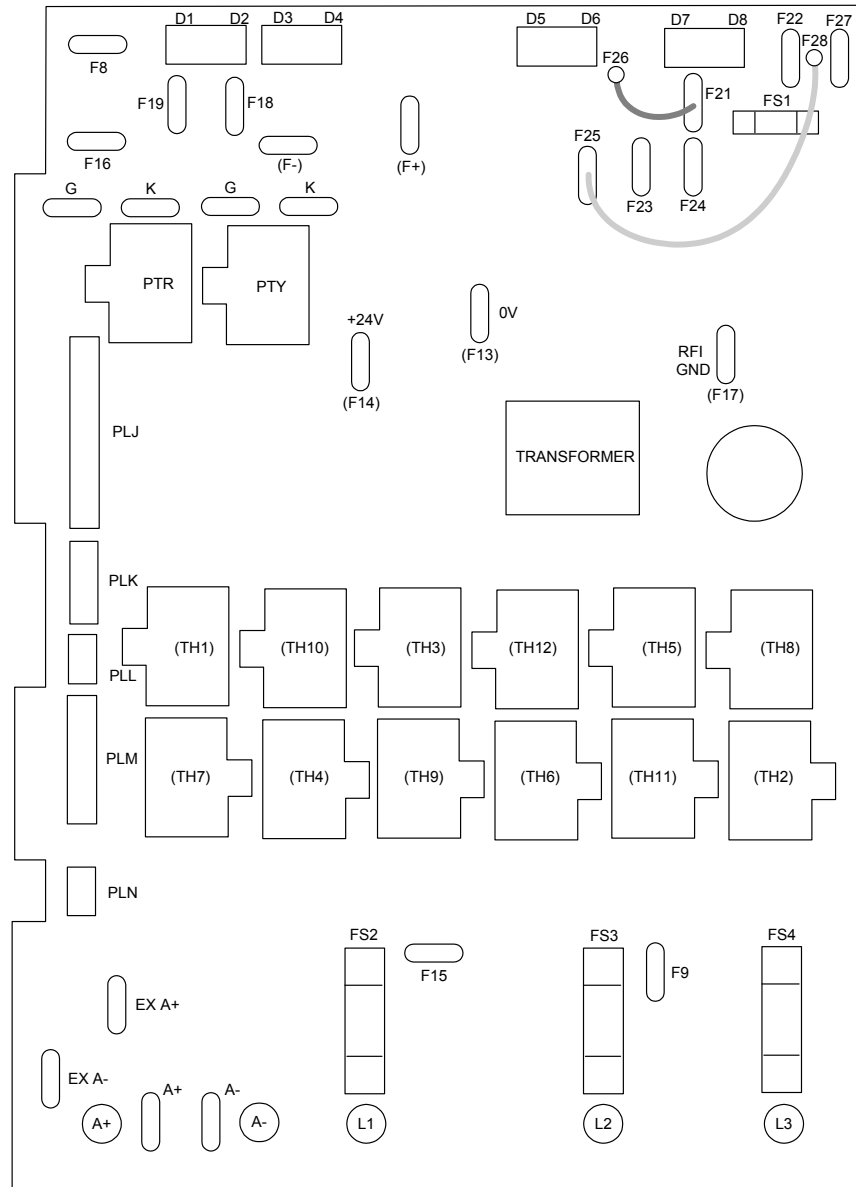 D1 D2 D3 D4 D5 D6 D7 D8 F22 F27
F8 F26 F28
F19 F18 F21 FS1
F16 (F-) (F+) F25 F23 F24
G K G K
PTR PTY
+24V 0V
(F14) (F13) RFI
GND
(F17)
PLJ TRANSFORMER
PLK
(TH1) (TH10) (TH3) (TH12) (TH5) (TH8)
PLL
PLM (TH7) (TH4) (TH9) (TH6) (TH11) (TH2)
PLN
FS2 FS3 FS4
F15 F9
EX A+
EX A- A+ A-
A+ A- L1 L2 L3